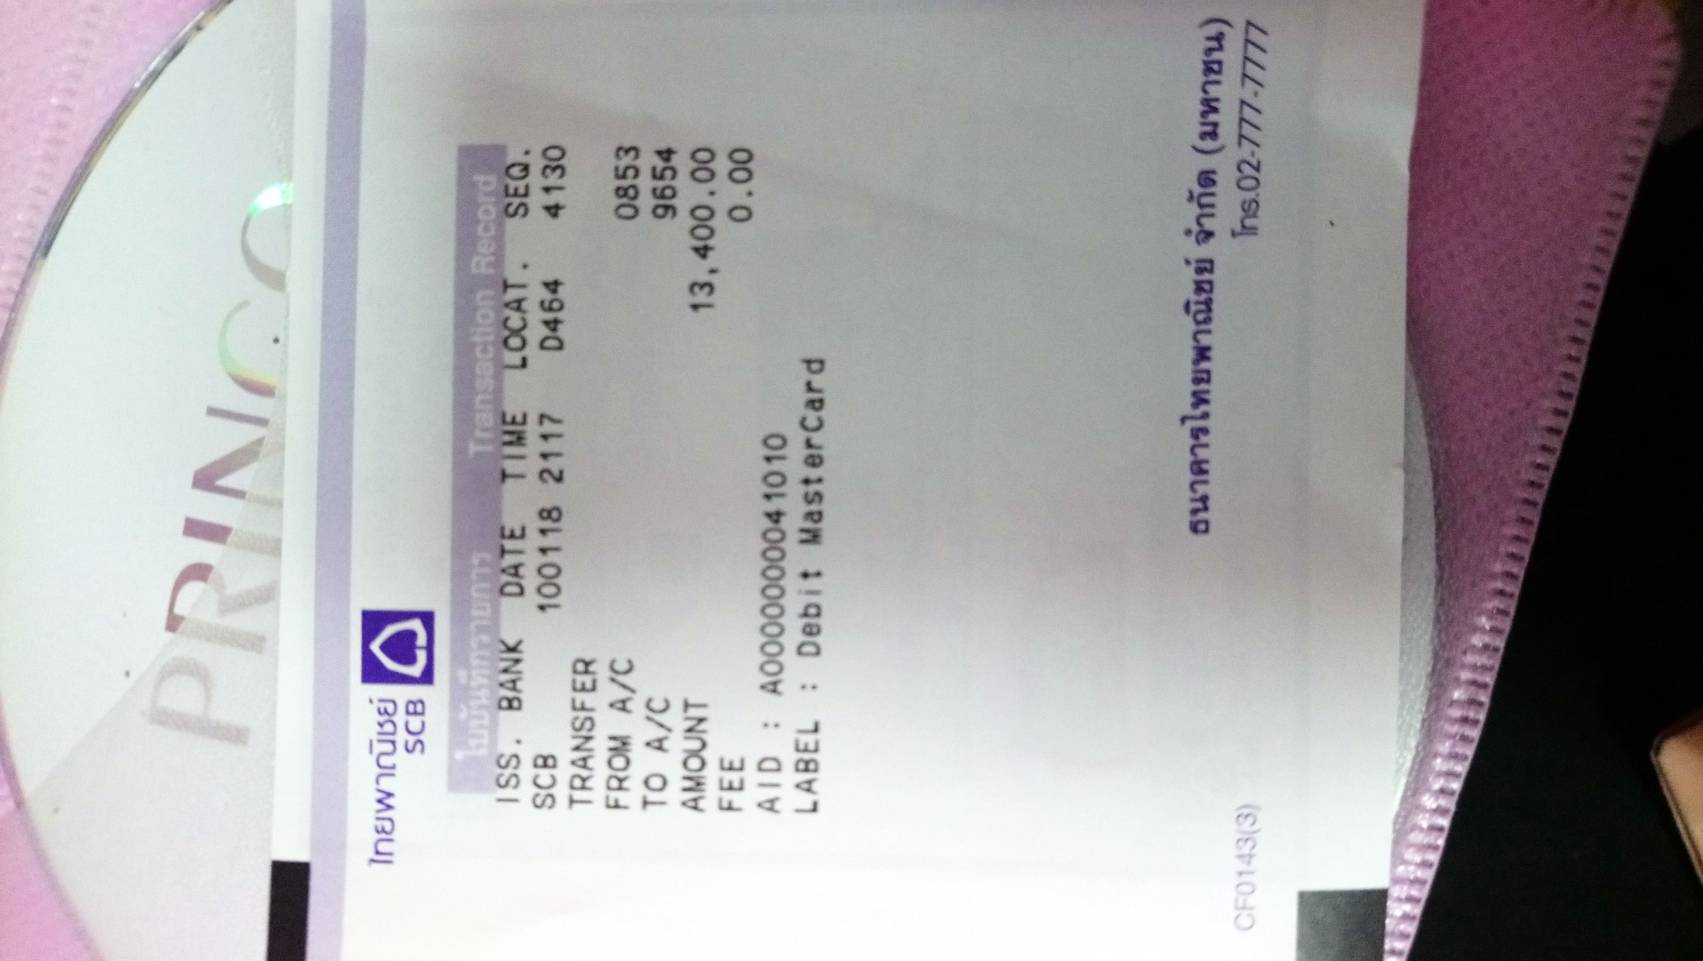 PRINCO
ไทยพาณิชย์
SCB
ใบบันทึกรายการ Transaction Record
ISS. BANK DATE TIME LOCAT. SEQ.
SCB 100118 2117 D464 4130
TRANSFER
FROM A/C 0853
TO A/C 9654
AMOUNT 13,400.00
FEE 0.00
AID : A0000000041010
LABEL : Debit MasterCard
ธนาคารไทยพาณิชย์ จำกัด (มหาชน)
CF0143(3) โทร.02-777-7777